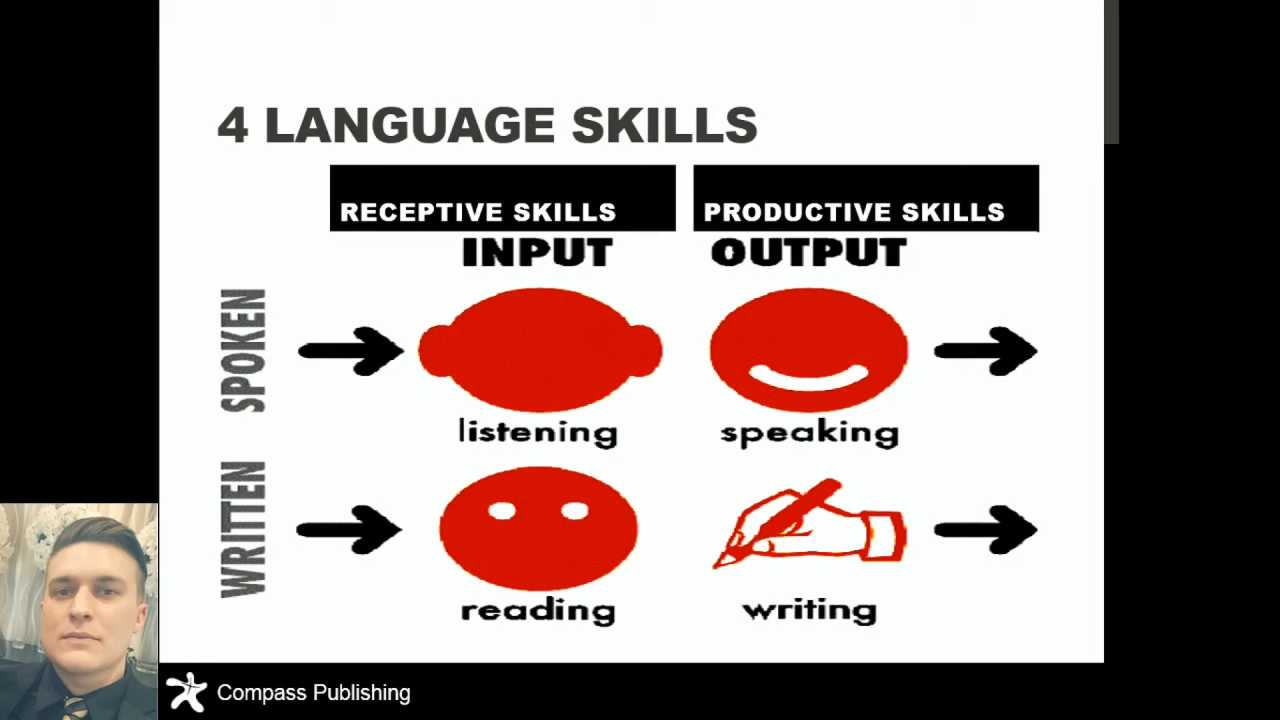 4 LANGUAGE SKILLS
RECEPTIVE SKILLS
PRODUCTIVE SKILLS
INPUT
OUTPUT
SPOKEN
listening
speaking
WRITTEN
reading
writing
Compass Publishing